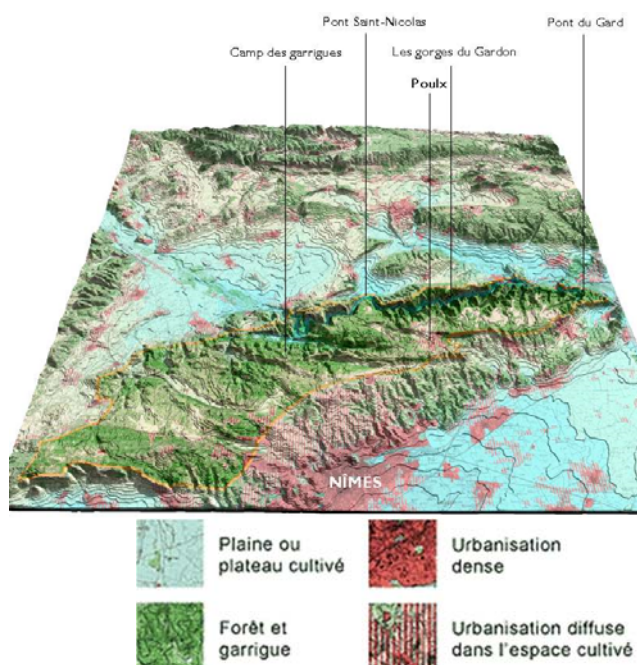 Pont Saint-Nicolas
Pont du Gard
Camp des garrigues
Les gorges du Gardon
Poulx
NÎMES
Plaine ou
plateau cultivé
Urbanisation
dense
Forêt et
garrigue
Urbanisation diffuse
dans l'espace cultivé